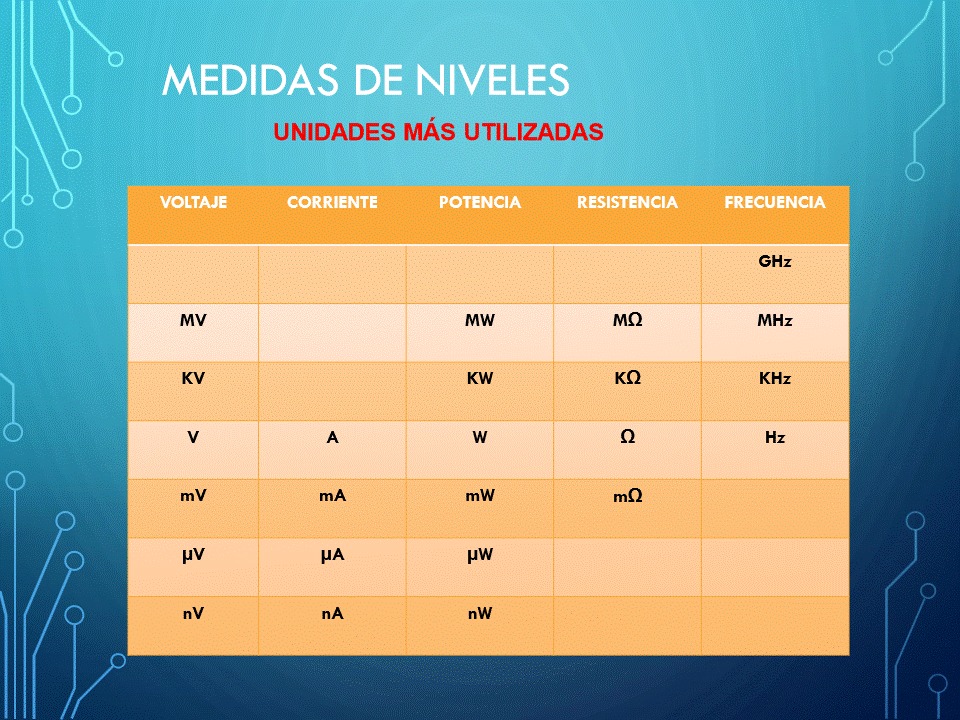 MEDIDAS DE NIVELES
UNIDADES MÁS UTILIZADAS
VOLTAJE CORRIENTE POTENCIA RESISTENCIA FRECUENCIA
GHz
MV MW MΩ MHz
KV KW KΩ KHz
V A W Ω Hz
mV mA mW mΩ
µV µA µW
nV nA nW